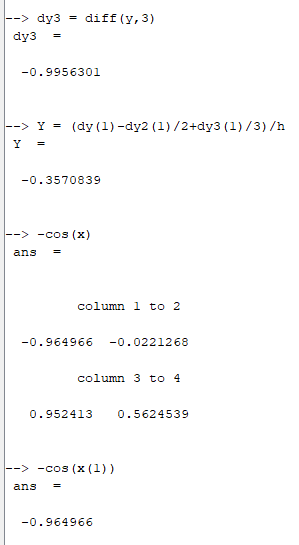 --> dy3 = diff(y,3)
dy3  =
-0.9956301
--> Y = (dy(1)-dy2(1)/2+dy3(1)/3)/h
Y  =
-0.3570839
--> -cos(x)
ans  =
column 1 to 2
-0.964966  -0.0221268
column 3 to 4
0.952413   0.5624539
--> -cos(x(1))
ans  =
-0.964966